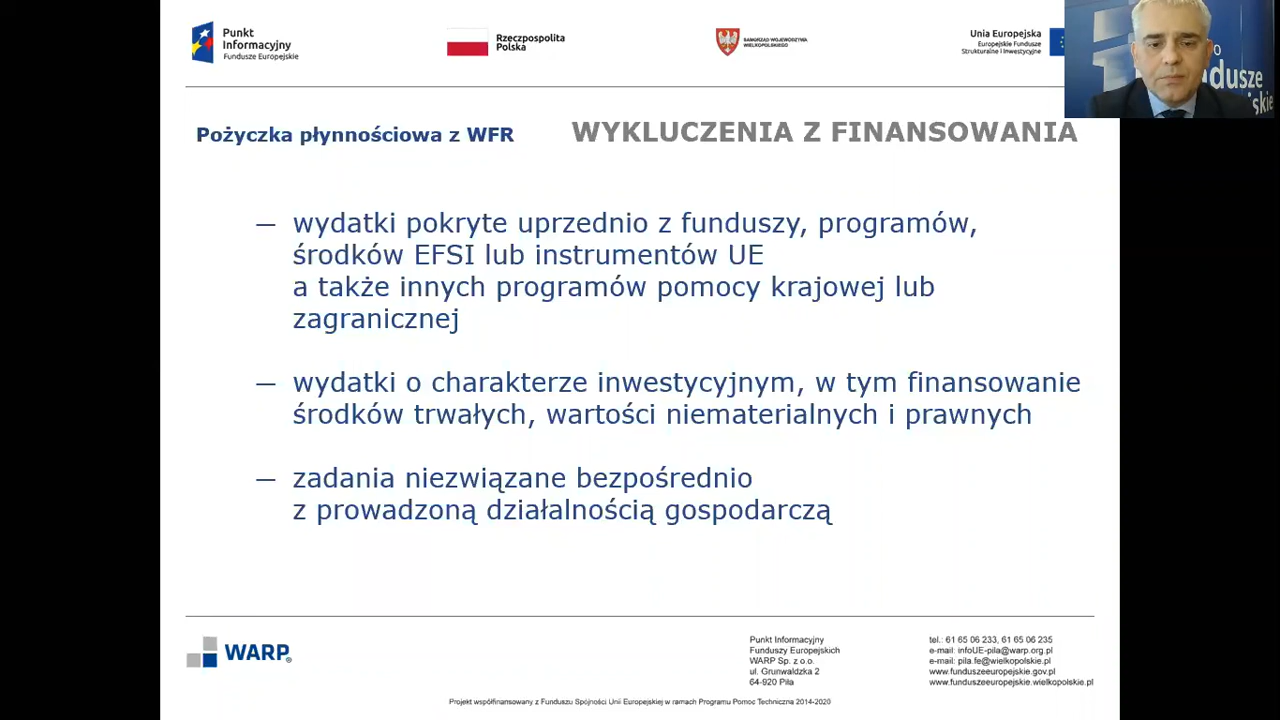 Punkt
Informacyjny
Fundusze Europejskie
Rzeczpospolita
Polska
SAMORZĄD WOJEWÓDZTWA
WIELKOPOLSKIEGO
Unia Europejska
Europejskie Fundusze
Strukturalne i Inwestycyjne
Pożyczka płynnościowa z WFR
WYKLUCZENIA Z FINANSOWANIA
— wydatki pokryte uprzednio z funduszy, programów,
środków EFSI lub instrumentów UE
a także innych programów pomocy krajowej lub
zagranicznej
— wydatki o charakterze inwestycyjnym, w tym finansowanie
środków trwałych, wartości niematerialnych i prawnych
— zadania niezwiązane bezpośrednio
z prowadzoną działalnością gospodarczą
WARP®
Punkt Informacyjny
Funduszy Europejskich
WARP Sp. z o.o.
ul. Grunwaldzka 2
64-920 Piła
tel.: 61 65 06 233, 61 65 06 235
e-mail: infoUE-pila@warp.org.pl
e-mail: pila.fe@wielkopolskie.pl
www.funduszeeuropejskie.gov.pl
www.funduszeeuropejskie.wielkopolskie.pl
Projekt współfinansowany z Funduszu Spójności Unii Europejskiej w ramach Programu Pomoc Techniczna 2014-2020